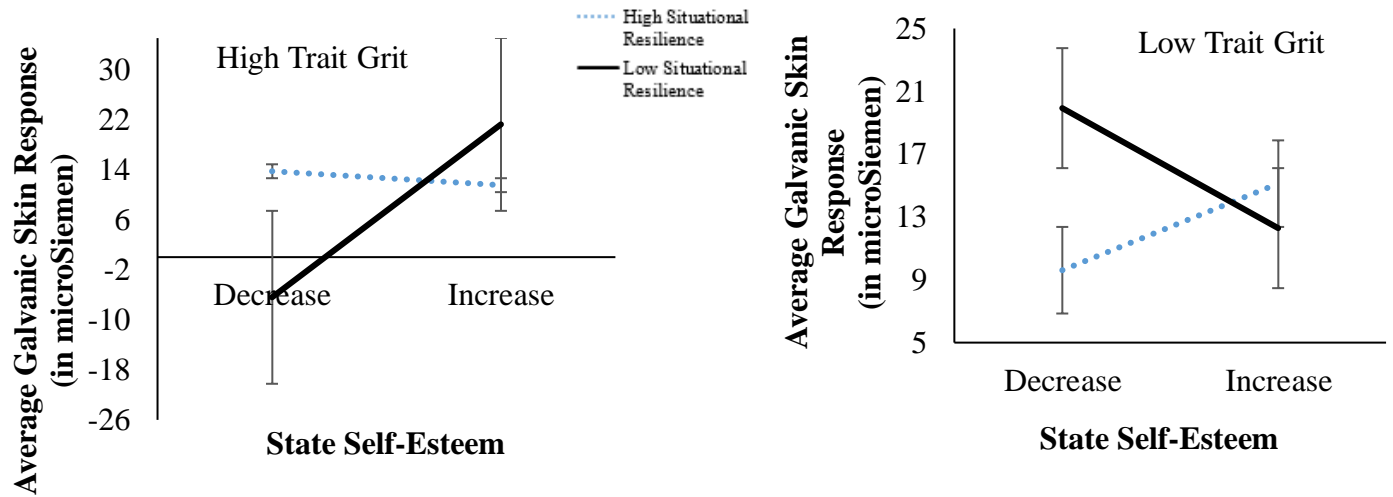 High Situational
Resilience
Low Situational
Resilience
High Trait Grit
Average Galvanic Skin Response
(in microSiemen)
30
22
14
6
-2
-10
-18
-26
Decrease
Increase
State Self-Esteem
Low Trait Grit
Average Galvanic Skin
Response
(in microSiemen)
25
21
17
13
9
5
Decrease
Increase
State Self-Esteem